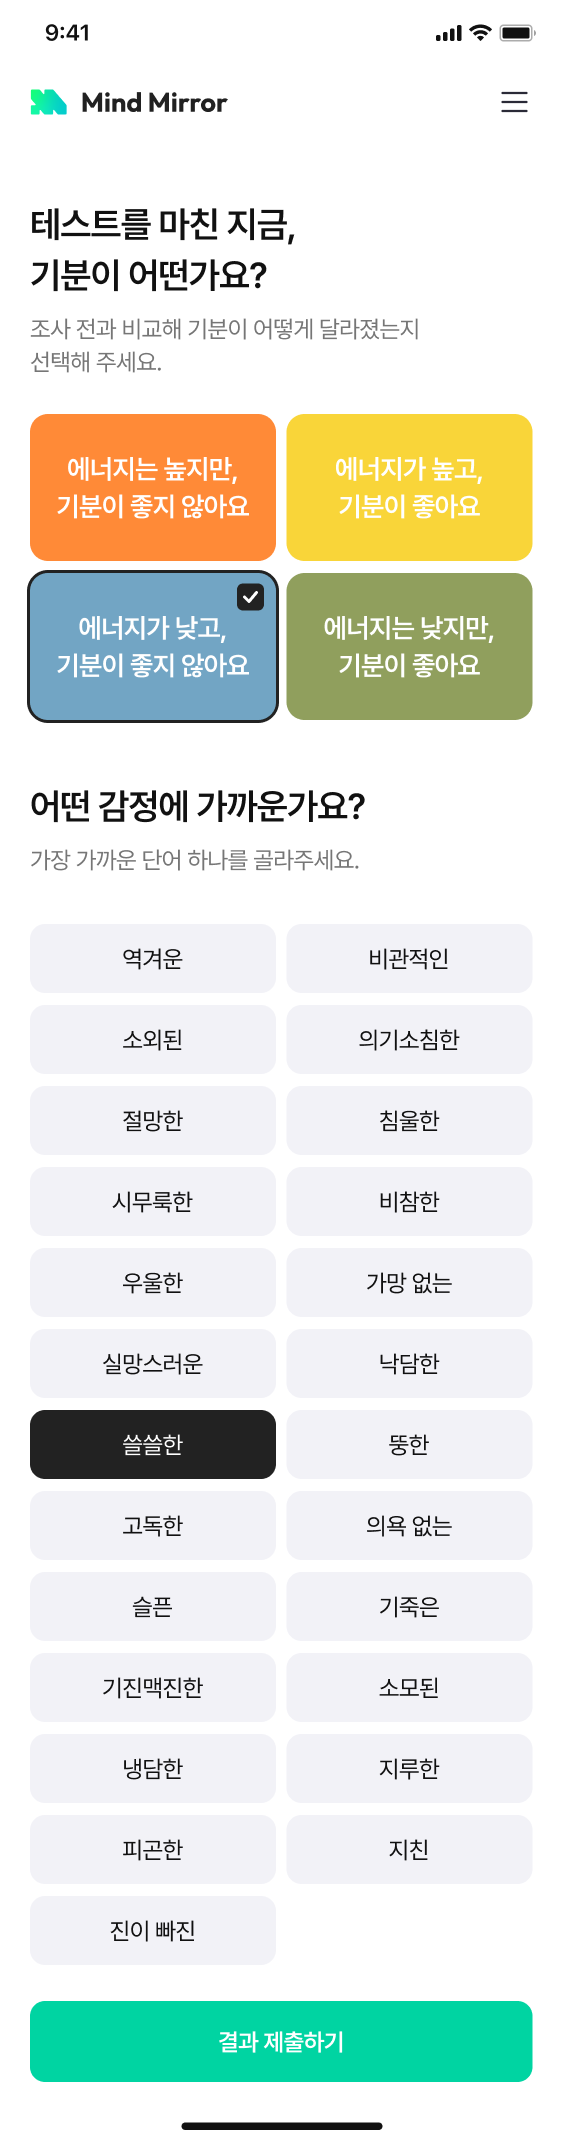 9:41
Mind Mirror
테스트를 마친 지금,
기분이 어떤가요?
조사 전과 비교해 기분이 어떻게 달라졌는지
선택해 주세요.
에너지는 높지만,
기분이 좋지 않아요
에너지가 높고,
기분이 좋아요
에너지가 낮고,
기분이 좋지 않아요
에너지는 낮지만,
기분이 좋아요
어떤 감정에 가까운가요?
가장 가까운 단어 하나를 골라주세요.
역겨운
비관적인
소외된
의기소침한
절망한
침울한
시무룩한
비참한
우울한
가망 없는
실망스러운
낙담한
쓸쓸한
뚱한
고독한
의욕 없는
슬픈
기죽은
기진맥진한
소모된
냉담한
지루한
피곤한
지친
진이 빠진
결과 제출하기